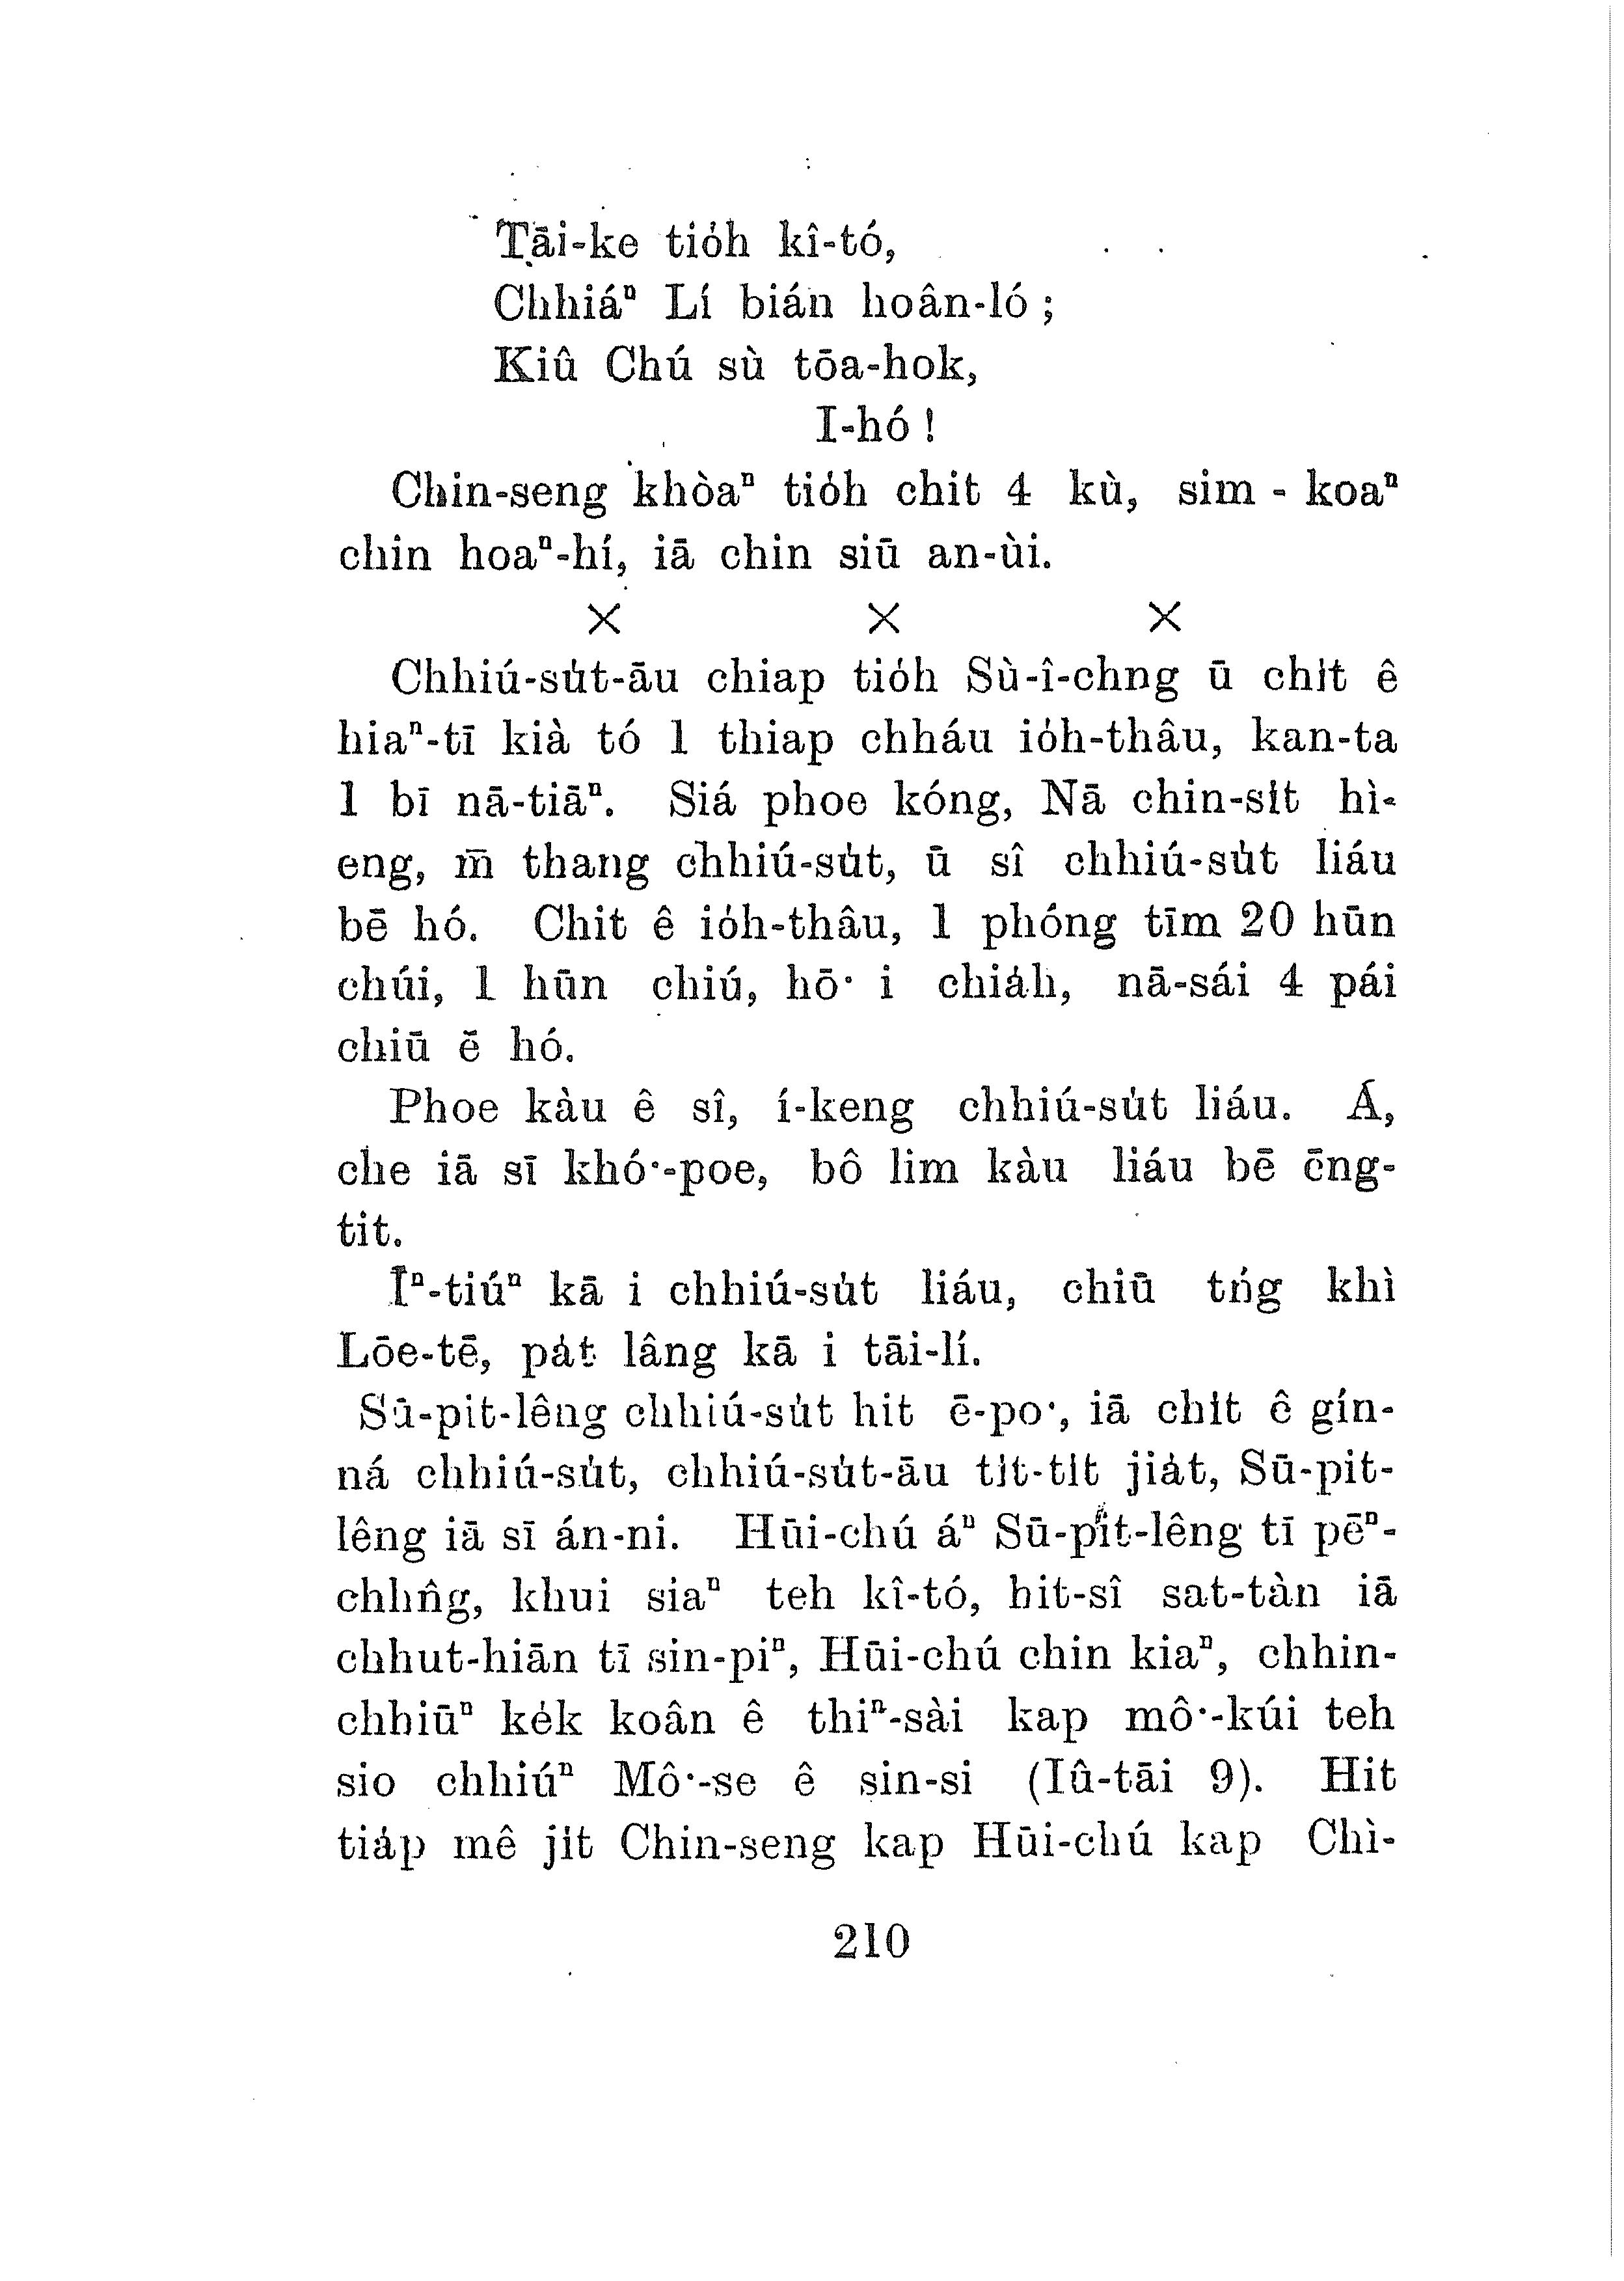 Tāi-ke tio̍h kî-tó,
Chhiáⁿ Lí bián hoân-ló ;
Kiû Chú sù tōa-hok,
I-hó !
Chin-seng khòaⁿ tio̍h chit 4 kù, sim - koaⁿ
chin hoaⁿ-hí, iā chin siū an-ùi.
× × ×
Chhiú-su̍t-āu chiap tio̍h Sù-î-chng ū chi̍t ê
hiaⁿ-tī kià tó 1 thiap chháu io̍h-thâu, kan-ta
1 bī nā-tiāⁿ. Siá phoe kóng, Nā chin-si̍t hì-
eng, m̄ thang chhiú-su̍t, ū sî chhiú-su̍t liáu
bē hó. Chit ê io̍h-thâu, 1 phóng tīm 20 hūn
chúi, 1 hūn chiú, hō͘ i chia̍h, nā-sái 4 pái
chiū ē hó.
Phoe kàu ê sî, í-keng chhiú-su̍t liáu. Á,
che iā sī khó͘-poe, bô lim kàu liáu bē ēng-
tit.
Īⁿ-tiúⁿ kā i chhiú-su̍t liáu, chiū tńg khì
Lōe-tē, pa̍t lâng kā i tāi-lí.
Sū-pit-lêng chhiú-su̍t hit ē-po͘, iā chi̍t ê gín-
ná chhiú-su̍t, chhiú-su̍t-āu ti̍t-ti̍t jia̍t, Sū-pit-
lêng iā sī án-ni. Hūi-chú áⁿ Sū-pit-lêng tī pēⁿ-
chhn̂g, khui siaⁿ teh kî-tó, hit-sî sat-tàn iā
chhut-hiān tī sin-piⁿ, Hūi-chú chin kiaⁿ, chhin-
chhiūⁿ ke̍k koân ê thiⁿ-sài kap mô͘-kúi teh
sio chhiúⁿ Mô͘-se ê sin-si (Iû-tāi 9). Hit
tia̍p mê ji̍t Chin-seng kap Hūi-chú kap Chì-
210